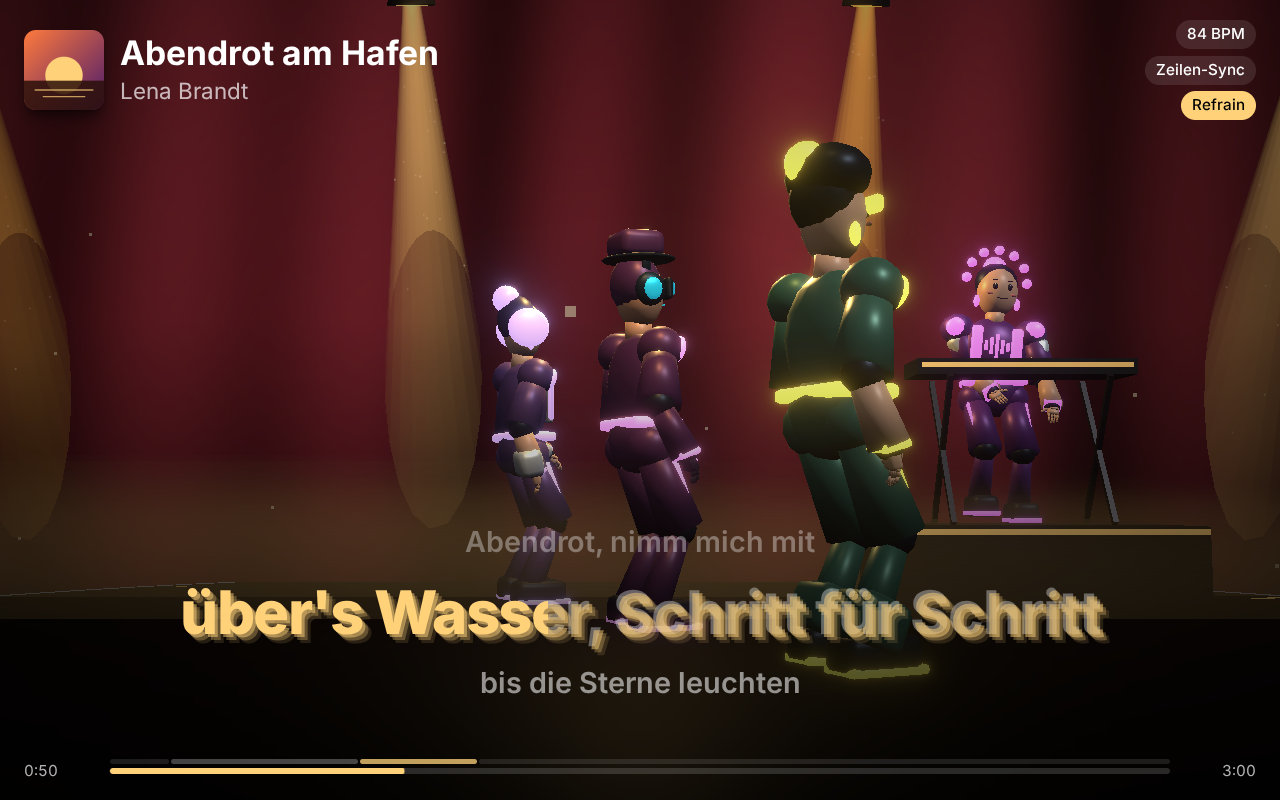 Abendrot am Hafen
Lena Brandt
84 BPM
Zeilen-Sync
Refrain
Abendrot, nimm mich mit
über's Wasser, Schritt für Schritt
bis die Sterne leuchten
0:50
3:00